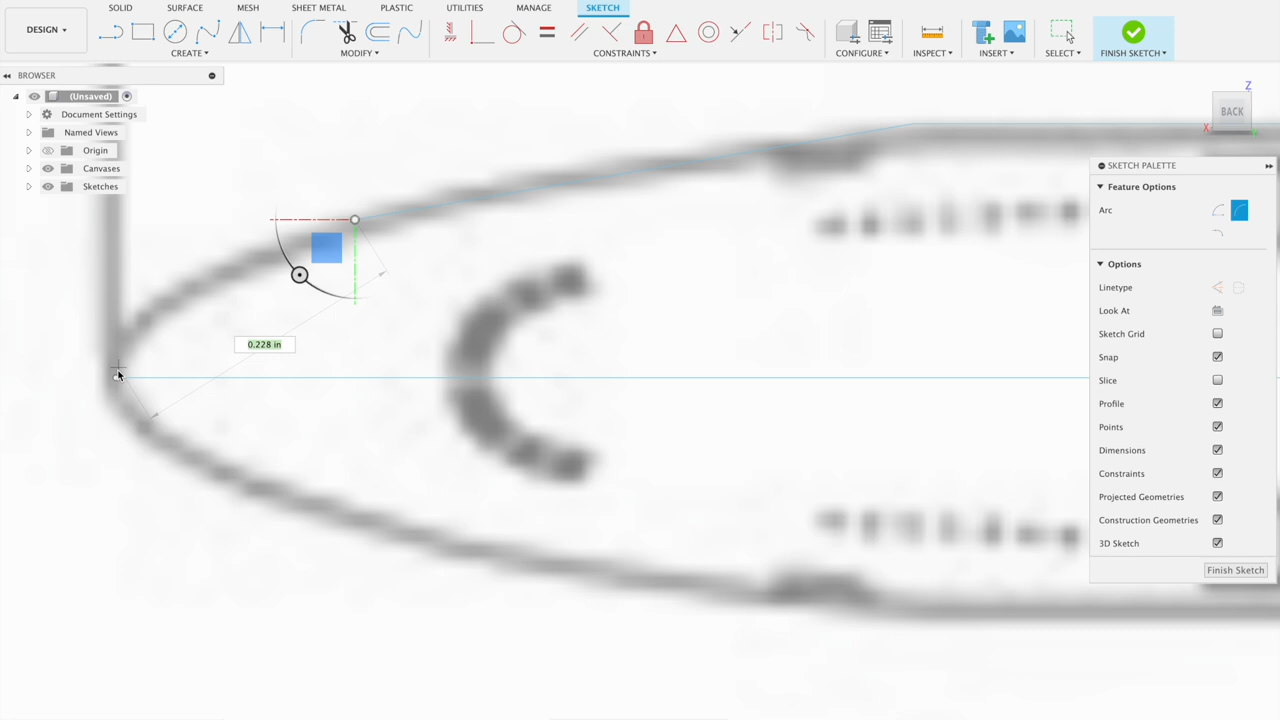 SOLID SURFACE MESH SHEET METAL PLASTIC UTILITIES MANAGE SKETCH
DESIGN
CREATE MODIFY CONSTRAINTS CONFIGURE INSPECT INSERT SELECT FINISH SKETCH
BROWSER
(Unsaved)
Document Settings
Named Views
Origin
Canvases
Sketches
Z
BACK
X
SKETCH PALETTE
Feature Options
Arc
Options
Linetype
Look At
Sketch Grid
Snap
Slice
Profile
Points
Dimensions
Constraints
Projected Geometries
Construction Geometries
3D Sketch
Finish Sketch
0.228 in